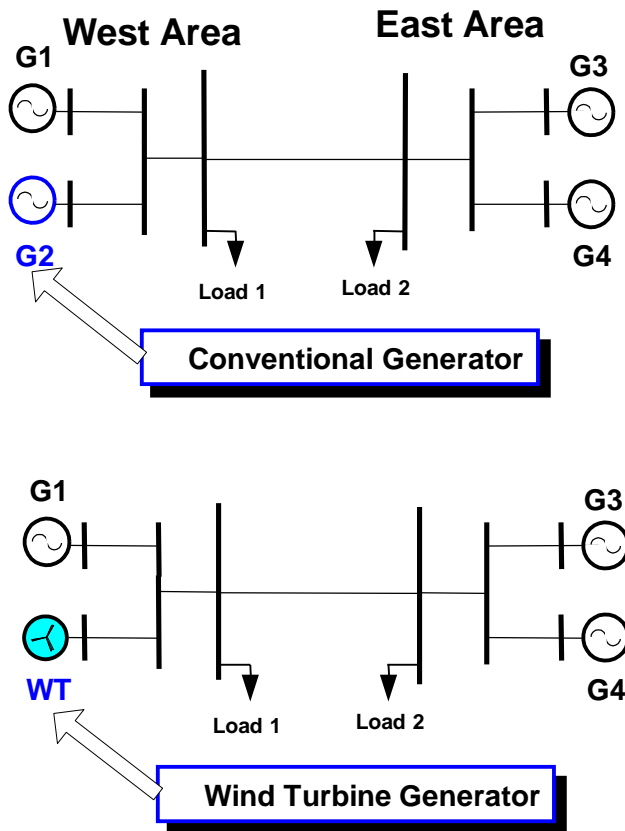 West Area
East Area
G1
G3
G2
G4
Load 1
Load 2
Conventional Generator
G1
G3
WT
G4
Load 1
Load 2
Wind Turbine Generator